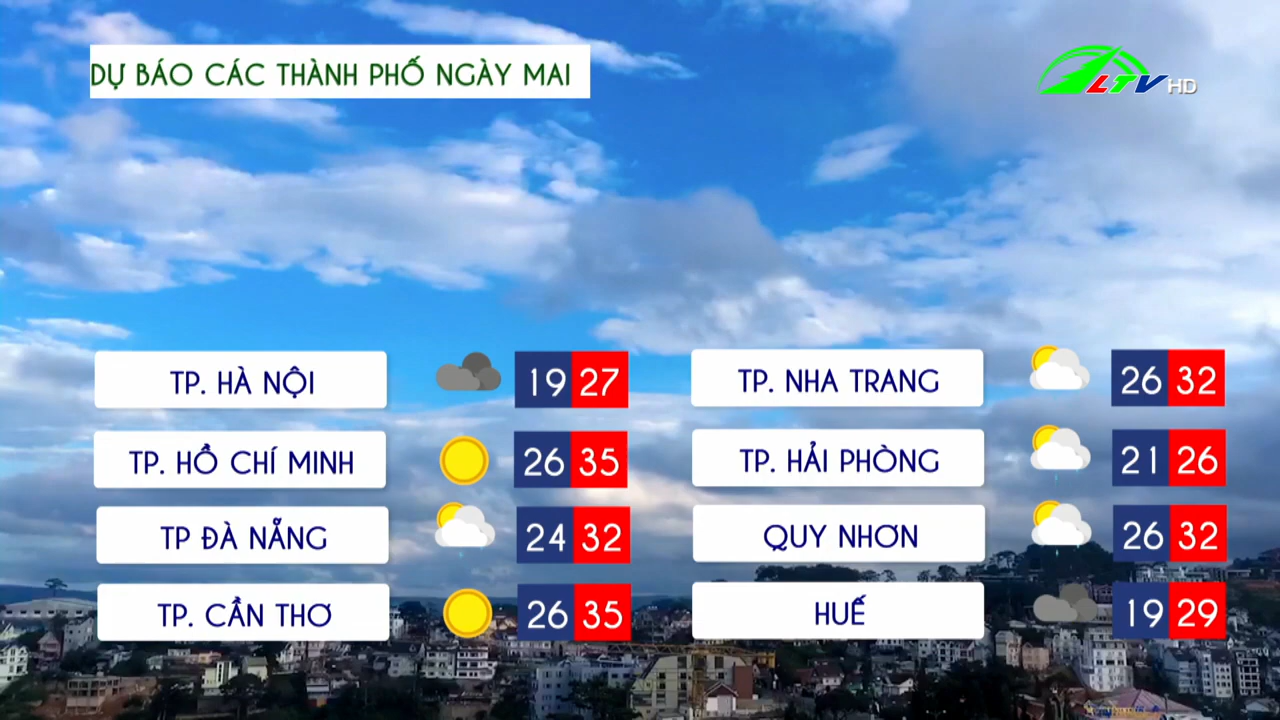 DỰ BÁO CÁC THÀNH PHỐ NGÀY MAI
LTV HD
TP. HÀ NỘI 19 27
TP. HỒ CHÍ MINH 26 35
TP ĐÀ NẴNG 24 32
TP. CẦN THƠ 26 35
TP. NHA TRANG 26 32
TP. HẢI PHÒNG 21 26
QUY NHƠN 26 32
HUẾ 19 29